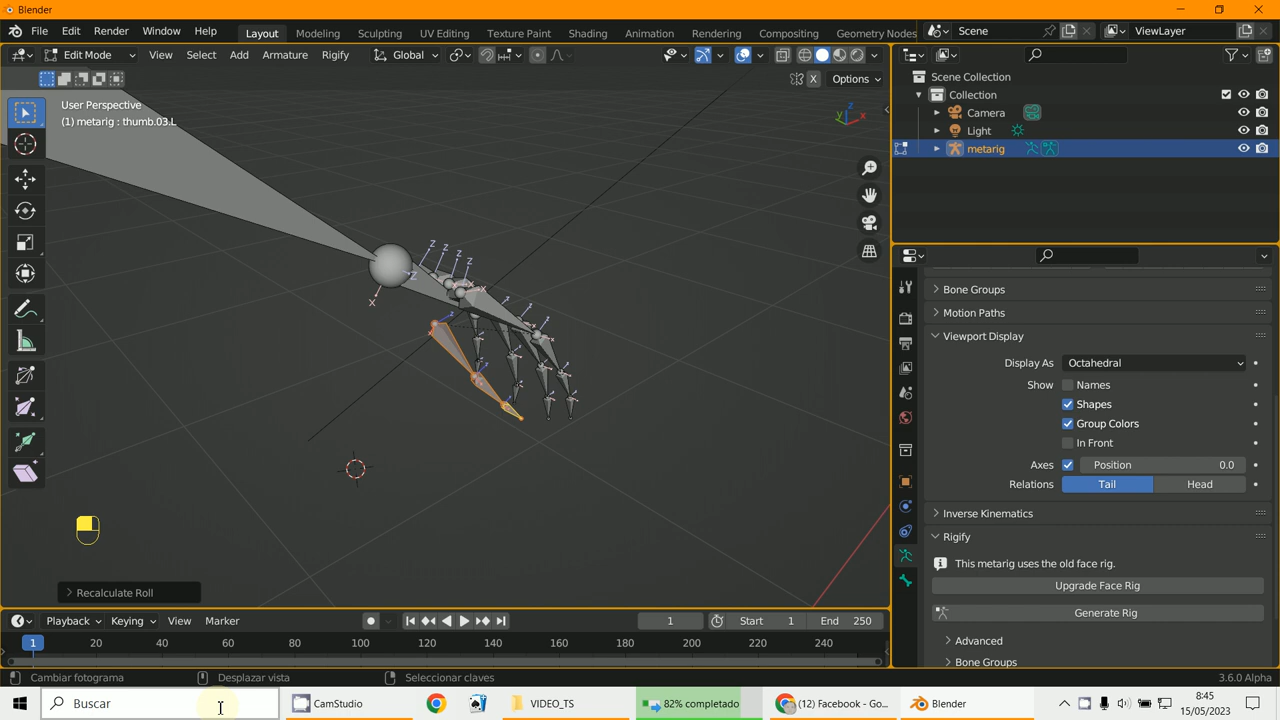 Blender
File Edit Render Window Help Layout Modeling Sculpting UV Editing Texture Paint Shading Animation Rendering Compositing Geometry Nodes Scene ViewLayer
Edit Mode View Select Add Armature Rigify Global
X Options
User Perspective
(1) metarig : thumb.03.L
Scene Collection
Collection
Camera
Light
metarig
Bone Groups
Motion Paths
Viewport Display
Display As Octahedral
Show Names
Shapes
Group Colors
In Front
Axes Position 0.0
Relations Tail Head
Inverse Kinematics
Rigify
This metarig uses the old face rig.
Upgrade Face Rig
Generate Rig
Advanced
Bone Groups
Recalculate Roll
Playback Keying View Marker 1 Start 1 End 250
1 20 40 60 80 100 120 140 160 180 200 220 240
Cambiar fotograma Desplazar vista Seleccionar claves 3.6.0 Alpha
Buscar CamStudio VIDEO_TS 82% completado (12) Facebook - Go... Blender
8:45
15/05/2023